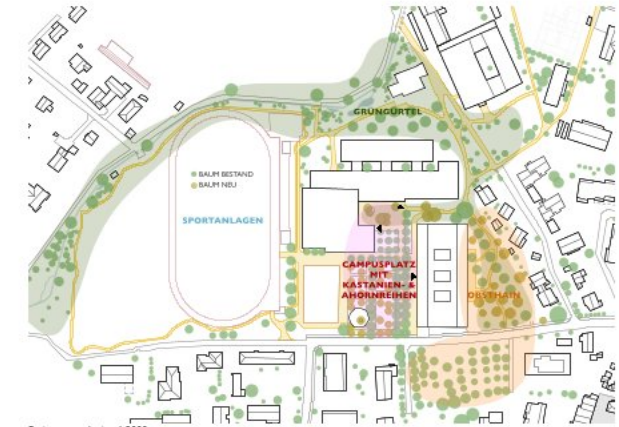 GRÜNGÜRTEL
BAUM BESTAND
BAUM NEU
SPORTANLAGEN
CAMPUSPLATZ
MIT
KASTANIEN- &
AHORNREIHEN
OBSTHAIN